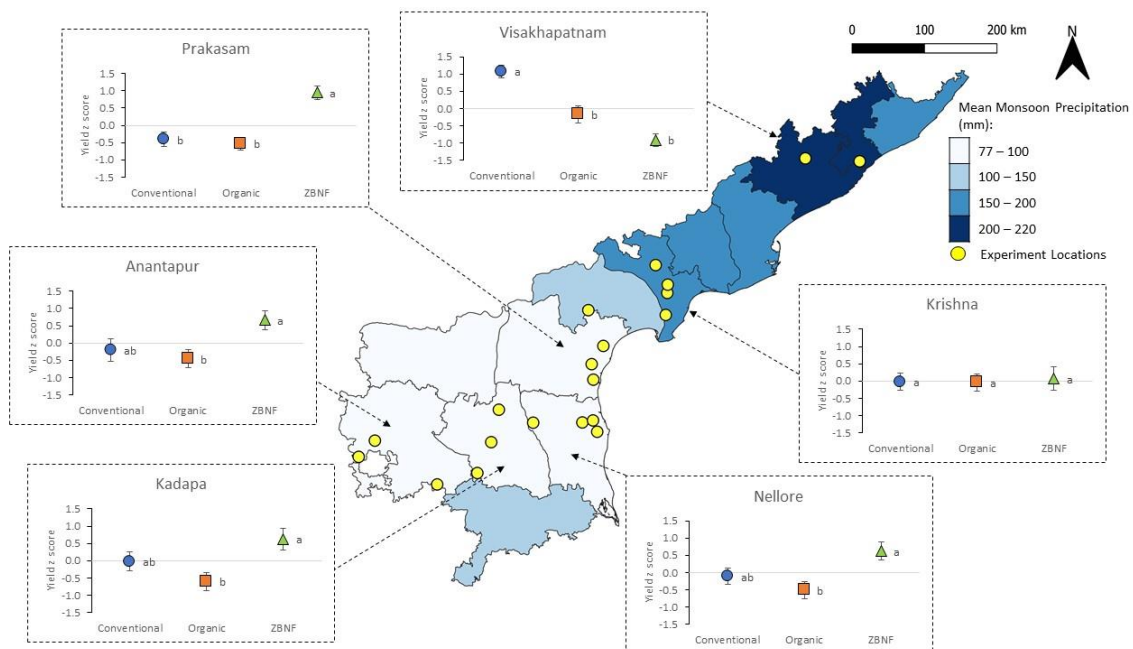 Prakasam
Yield z score
1.5
1.0
0.5
0.0
-0.5
-1.0
-1.5
b
b
a
Conventional Organic ZBNF
Visakhapatnam
Yield z score
1.5
1.0
0.5
0.0
-0.5
-1.0
-1.5
a
b
b
Conventional Organic ZBNF
0 100 200 km
N
Mean Monsoon Precipitation
(mm):
77 – 100
100 – 150
150 – 200
200 – 220
Experiment Locations
Anantapur
Yield z score
1.5
1.0
0.5
0.0
-0.5
-1.0
-1.5
ab
b
a
Conventional Organic ZBNF
Krishna
Yield z score
1.5
1.0
0.5
0.0
-0.5
-1.0
-1.5
a
a
a
Conventional Organic ZBNF
Kadapa
Yield z score
1.5
1.0
0.5
0.0
-0.5
-1.0
-1.5
ab
b
a
Conventional Organic ZBNF
Nellore
Yield z score
1.5
1.0
0.5
0.0
-0.5
-1.0
-1.5
ab
b
a
Conventional Organic ZBNF